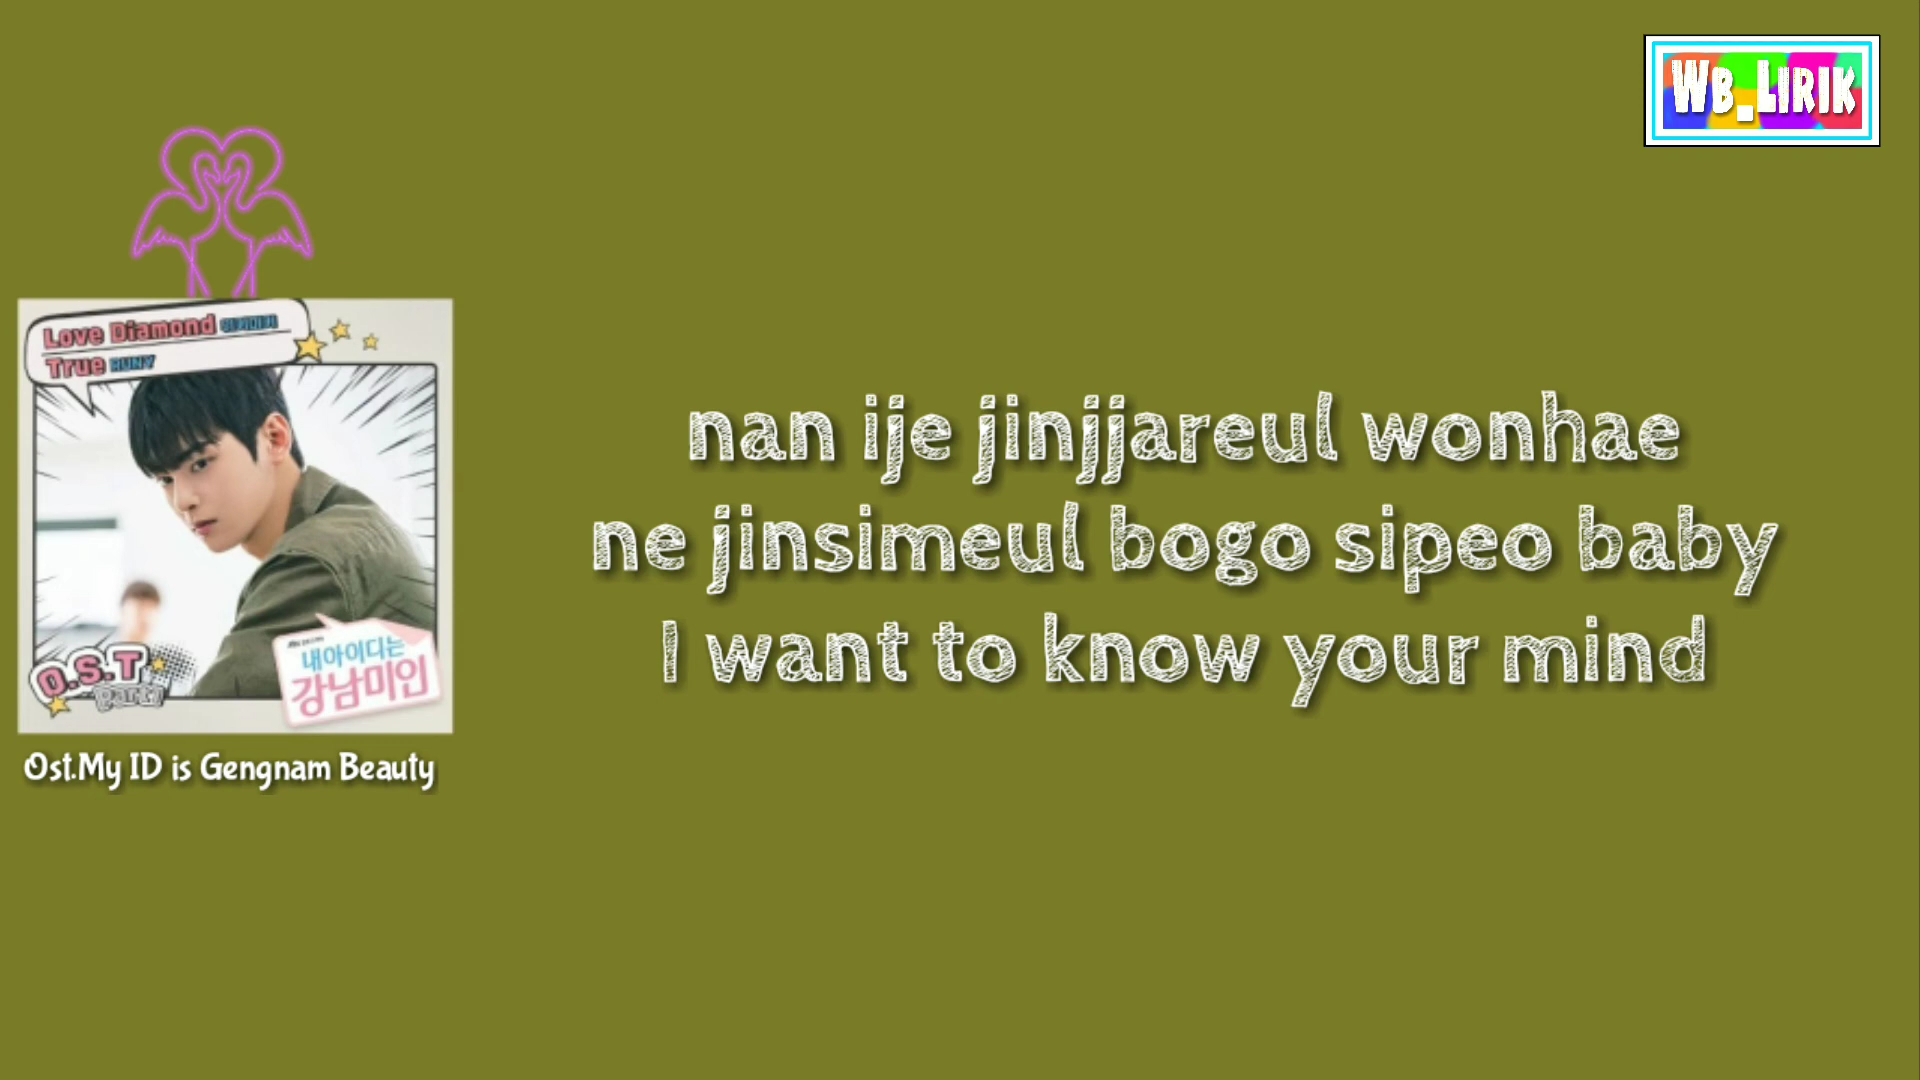 Wb_Lirik
Love Diamond
True RUNY
nan ije jinjjareul wonhae
ne jinsimeul bogo sipeo baby
I want to know your mind
O.S.T
내아이디는
강남미인
Ost.My ID is Gengnam Beauty